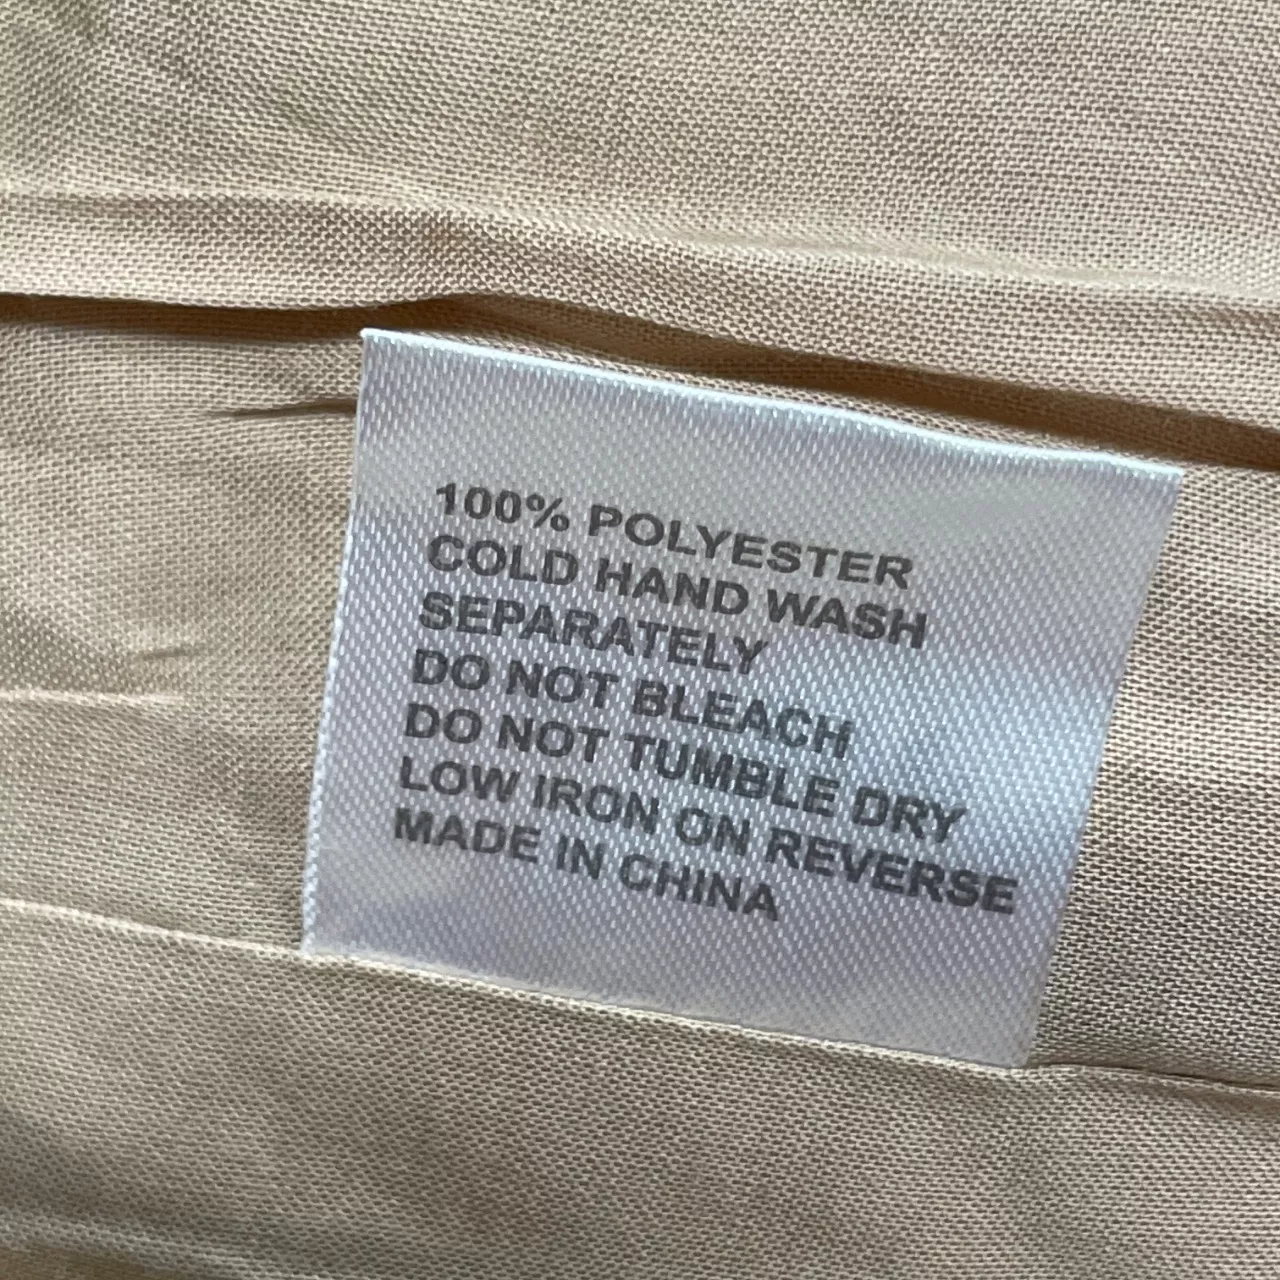 100% POLYESTER
COLD HAND WASH
SEPARATELY
DO NOT BLEACH
DO NOT TUMBLE DRY
LOW IRON ON REVERSE
MADE IN CHINA